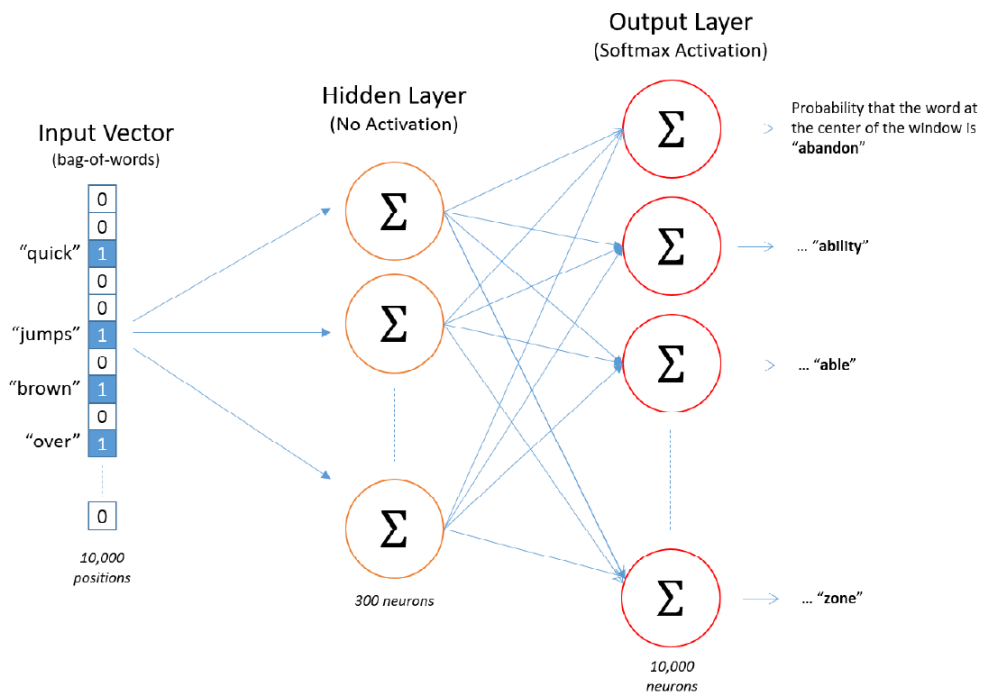 Output Layer
(Softmax Activation)
Hidden Layer
(No Activation)
Input Vector
(bag-of-words)
0
0
“quick” 1
0
0
“jumps” 1
0
“brown” 1
0
“over” 1
0
10,000
positions
Σ
Σ
Σ
300 neurons
Σ
Σ
Σ
Σ
10,000
neurons
Probability that the word at
the center of the window is
“abandon”
... “ability”
... “able”
... “zone”